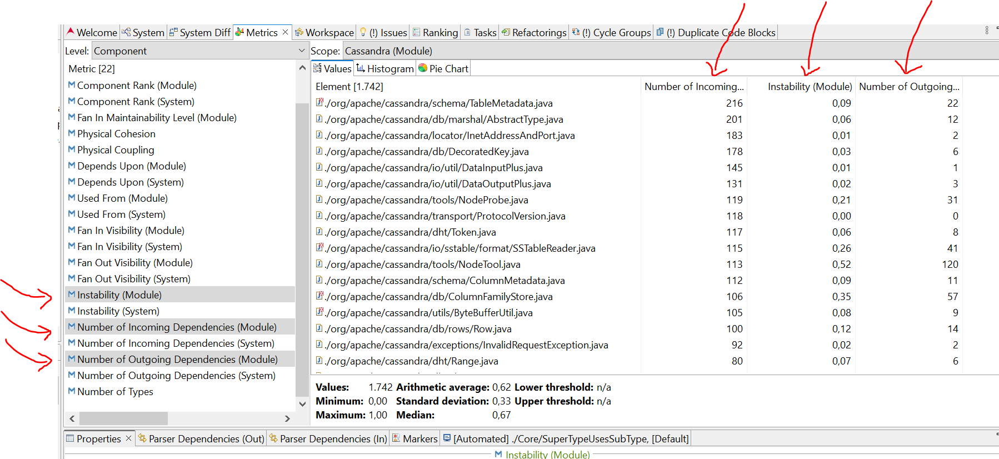 Welcome System System Diff Metrics Workspace (!) Issues Ranking Tasks Refactorings (!) Cycle Groups (!) Duplicate Code Blocks
Level: Component Scope: Cassandra (Module)
Metric [22]
Component Rank (Module)
Component Rank (System)
Fan In Maintainability Level (Module)
Physical Cohesion
Physical Coupling
Depends Upon (Module)
Depends Upon (System)
Used From (Module)
Used From (System)
Fan In Visibility (Module)
Fan In Visibility (System)
Fan Out Visibility (Module)
Fan Out Visibility (System)
Instability (Module)
Instability (System)
Number of Incoming Dependencies (Module)
Number of Incoming Dependencies (System)
Number of Outgoing Dependencies (Module)
Number of Outgoing Dependencies (System)
Number of Types
Values Histogram Pie Chart
Element [1.742] Number of Incoming... Instability (Module) Number of Outgoing...
./org/apache/cassandra/schema/TableMetadata.java 216 0,09 22
./org/apache/cassandra/db/marshal/AbstractType.java 201 0,06 12
./org/apache/cassandra/locator/InetAddressAndPort.java 183 0,01 2
./org/apache/cassandra/db/DecoratedKey.java 178 0,03 6
./org/apache/cassandra/io/util/DataInputPlus.java 145 0,01 1
./org/apache/cassandra/io/util/DataOutputPlus.java 131 0,02 3
./org/apache/cassandra/tools/NodeProbe.java 119 0,21 31
./org/apache/cassandra/transport/ProtocolVersion.java 118 0,00 0
./org/apache/cassandra/dht/Token.java 117 0,06 8
./org/apache/cassandra/io/sstable/format/SSTableReader.java 115 0,26 41
./org/apache/cassandra/tools/NodeTool.java 113 0,52 120
./org/apache/cassandra/schema/ColumnMetadata.java 112 0,09 11
./org/apache/cassandra/db/ColumnFamilyStore.java 106 0,35 57
./org/apache/cassandra/utils/ByteBufferUtil.java 105 0,08 9
./org/apache/cassandra/db/rows/Row.java 100 0,12 14
./org/apache/cassandra/exceptions/InvalidRequestException.java 92 0,02 2
./org/apache/cassandra/dht/Range.java 80 0,07 6
Values: 1.742 Arithmetic average: 0,62 Lower threshold: n/a
Minimum: 0,00 Standard deviation: 0,33 Upper threshold: n/a
Maximum: 1,00 Median: 0,67
Properties Parser Dependencies (Out) Parser Dependencies (In) Markers [Automated] ./Core/SuperTypeUsesSubType, [Default]
Instability (Module)